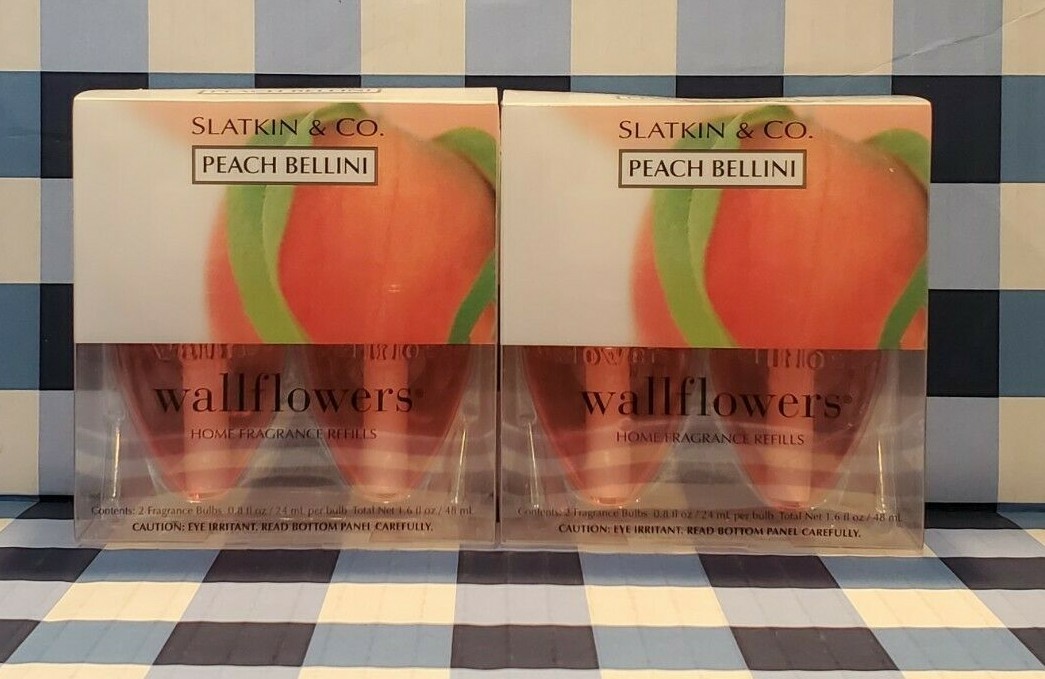 SLATKIN & CO.
PEACH BELLINI
wallflowers®
HOME FRAGRANCE REFILLS
Contents: 2 Fragrance Bulbs 0.8 fl oz / 24 mL per bulb Total Net 1.6 fl oz / 48 mL
CAUTION: EYE IRRITANT. READ BOTTOM PANEL CAREFULLY.
SLATKIN & CO.
PEACH BELLINI
wallflowers®
HOME FRAGRANCE REFILLS
Contents: 2 Fragrance Bulbs 0.8 fl oz / 24 mL per bulb Total Net 1.6 fl oz / 48 mL
CAUTION: EYE IRRITANT. READ BOTTOM PANEL CAREFULLY.